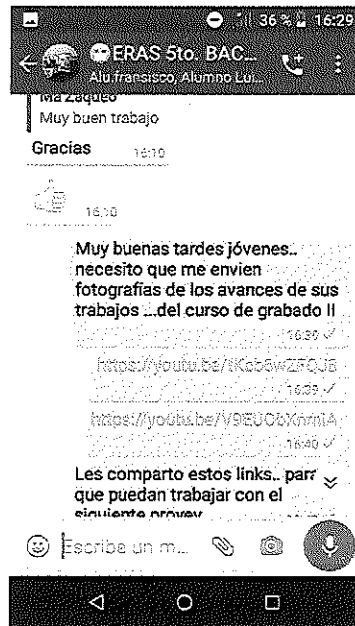 36 % 16:29
ERAS 5to. BAC...
Alu.fransisco, Alumno Lui...
Ma Zaqueo
Muy buen trabajo
Gracias 16:10
16:10
Muy buenas tardes jóvenes..
necesito que me envien
fotografías de los avances de sus
trabajos ...del curso de grabado II
16:39
16:39
16:40
Les comparto estos links.. para
que puedan trabajar con el
siguiente
Escribe un m...